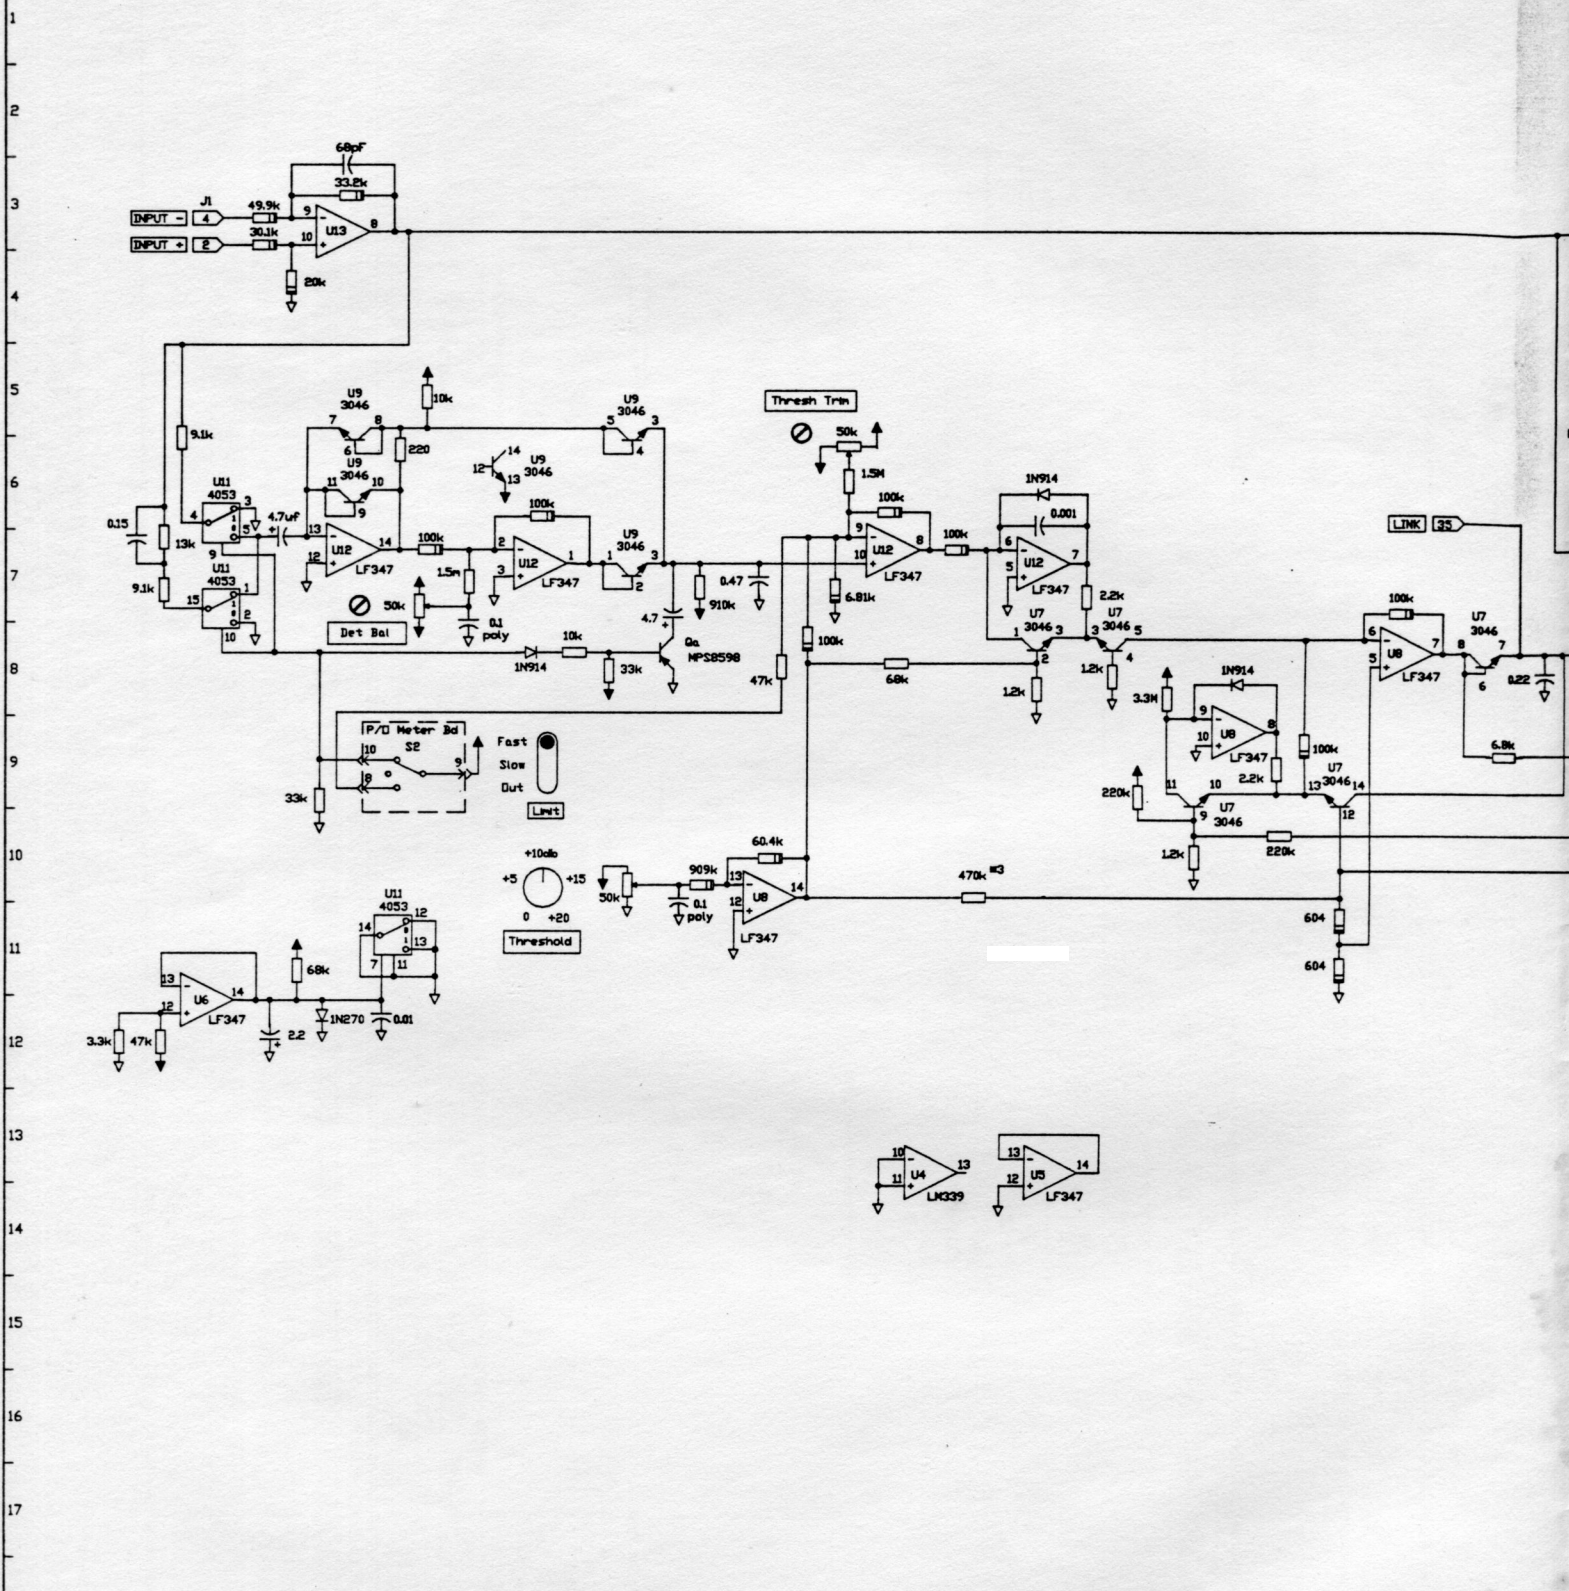 1
2
68pF
33.2k
3
J1
INPUT - 4 49.9k 9 - U13 8
INPUT + 2 30.1k 10 +
20k
4
5
U9 3046
10k
U9 3046
Thresh Trim
7 8 6
5 3 4
50k
9.1k
220
U9 3046
12 14 13 U9 3046
1.5M
6
11 10 9
1N914
U11 4053
100k
100k
0.001
4 3 5 1 0
4.7uf +
LINK 35
0.15
13k
9
13 - 12 + U12 14 LF347
100k
2 - 3 + U12 1 LF347
U9 3046
1 3 2
9 - 10 + U12 8 LF347
100k
6 - 5 + U12 7 LF347
7
U11 4053
9.1k
15 1 2 1 0
10
1.5m
50k
Det Bal
0.1 poly
910k
0.47
6.81k
2.2k
U7 3046
U7 3046
1 3 2
3 5 4
100k
4.7 +
Qa MPS8598
10k
1N914
33k
100k
68k
1.2k
1.2k
6 - 5 + U8 7 LF347
U7 3046
8 7 6
0.22
8
47k
1N914
3.3M
P/O Meter Bd
S2
10 8 9
Fast
Slow
Out
Limit
9 - 10 + U8 8 LF347
100k
6.8k
9
33k
2.2k
U7 3046
220k
11 10 9
U7 3046
13 14 12
10
+10db
+5 +15
0 +20
Threshold
60.4k
50k
909k
0.1 poly
13 - 12 + U8 14 LF347
1.2k
220k
470k *3
U11 4053
14 12 13 0 1
7 11
604
11
68k
604
13 - 12 + U6 14 LF347
1N270
0.01
2.2 +
12
3.3k
47k
13
10 - 11 + U4 13 LM339
13 - 12 + U5 14 LF347
14
15
16
17